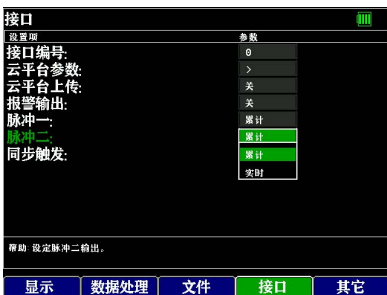 接口
设置项 参数
接口编号: 0
云平台参数: >
云平台上传: 关
报警输出: 关
脉冲一: 累计
脉冲二: 累计
同步触发: 累计
实时
帮助: 设定脉冲二输出。
显示 数据处理 文件 接口 其它